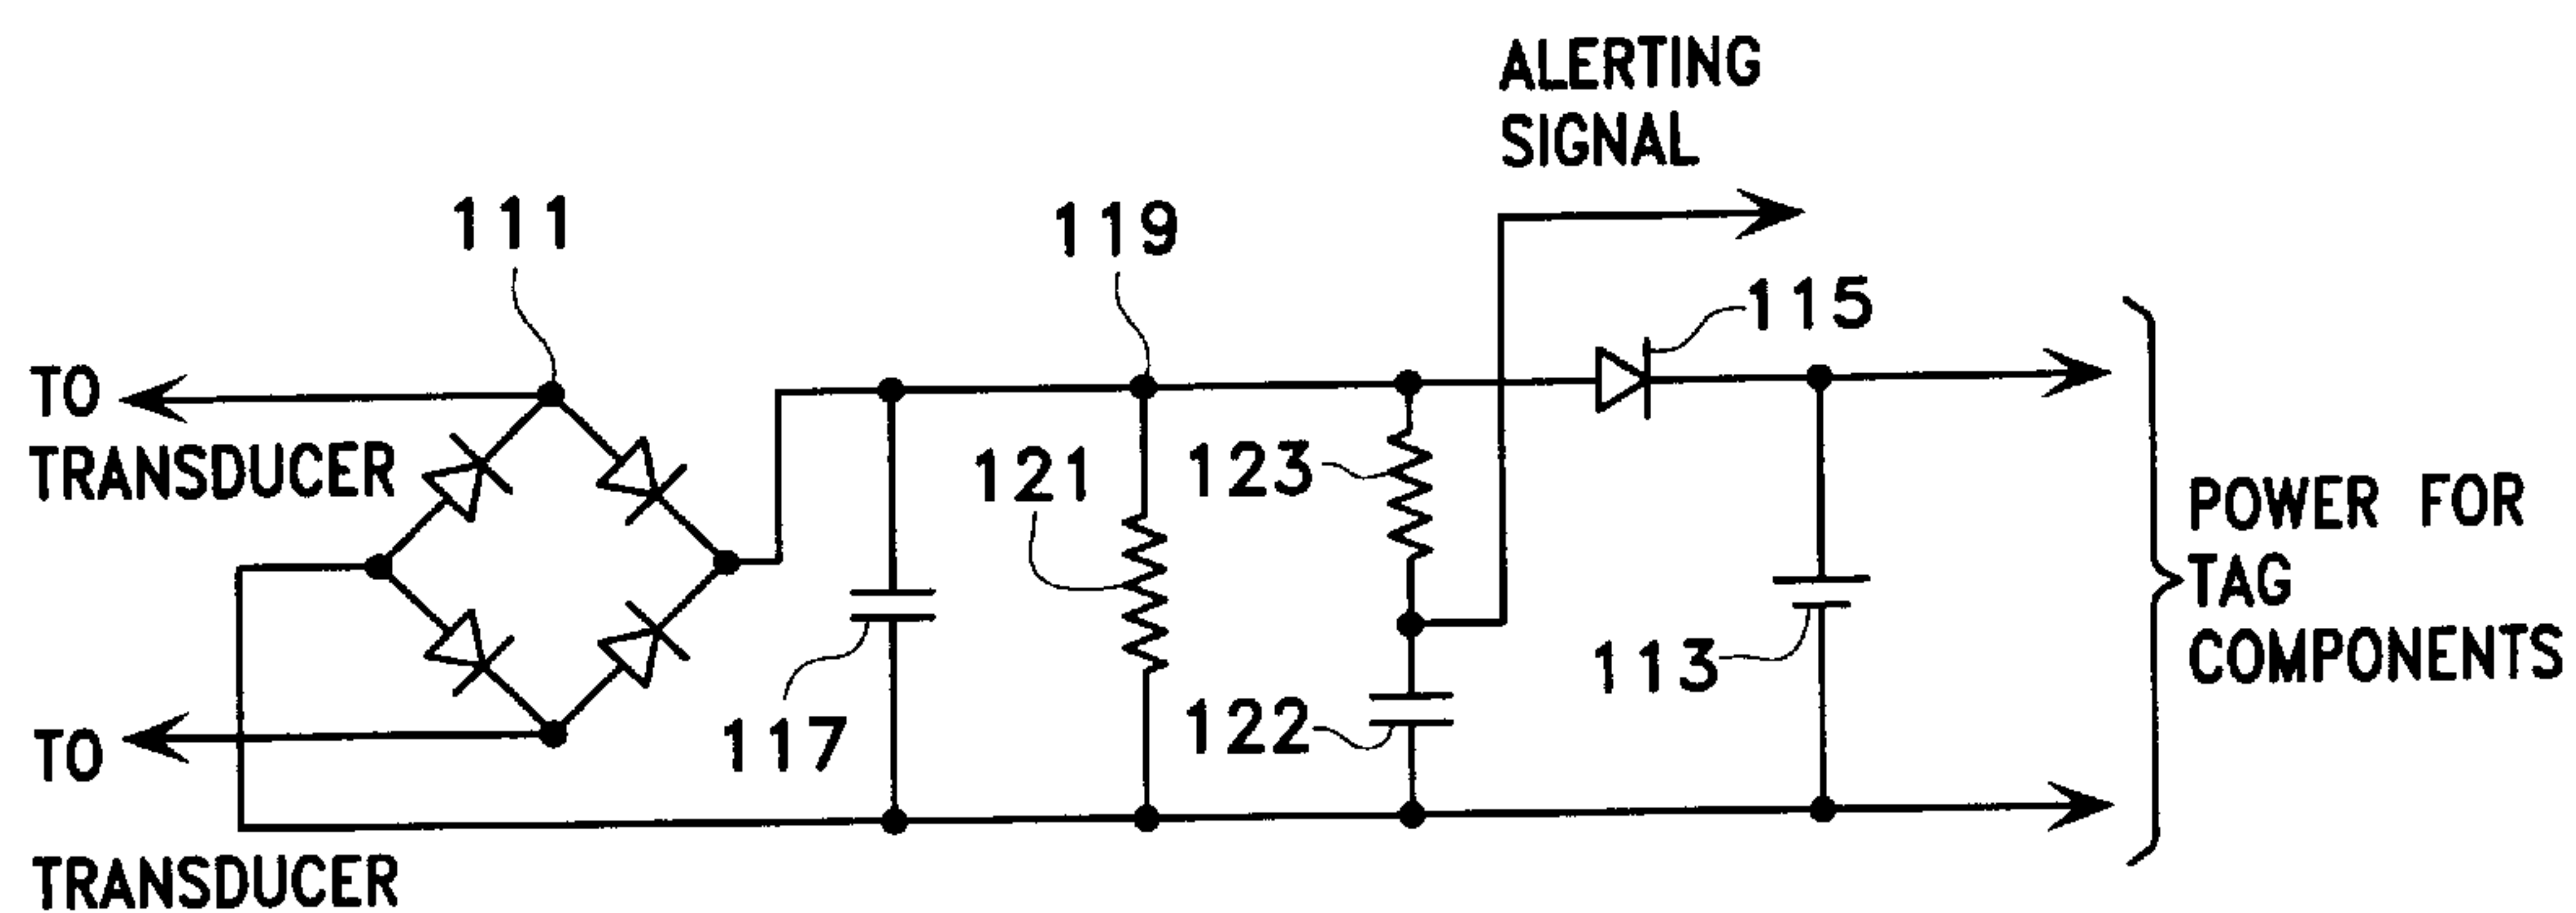 ALERTING
SIGNAL
111
119
115
TO
TRANSDUCER
121
123
POWER FOR
TAG
COMPONENTS
113
117
122
TO
TRANSDUCER